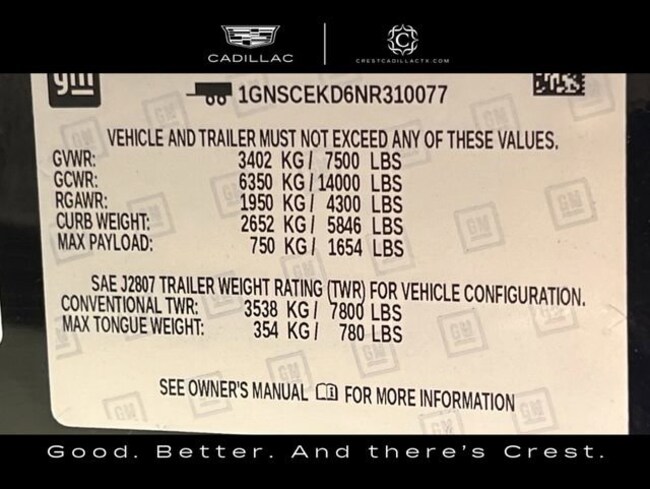 CADILLAC
CRESTCADILLACTX.COM
gm
1GNSCEKD6NR310077
VEHICLE AND TRAILER MUST NOT EXCEED ANY OF THESE VALUES.
GVWR: 3402 KG/ 7500 LBS
GCWR: 6350 KG/14000 LBS
RGAWR: 1950 KG/ 4300 LBS
CURB WEIGHT: 2652 KG/ 5846 LBS
MAX PAYLOAD: 750 KG/ 1654 LBS
SAE J2807 TRAILER WEIGHT RATING (TWR) FOR VEHICLE CONFIGURATION.
CONVENTIONAL TWR: 3538 KG/ 7800 LBS
MAX TONGUE WEIGHT: 354 KG/ 780 LBS
SEE OWNER'S MANUAL FOR MORE INFORMATION
Good. Better. And there's Crest.